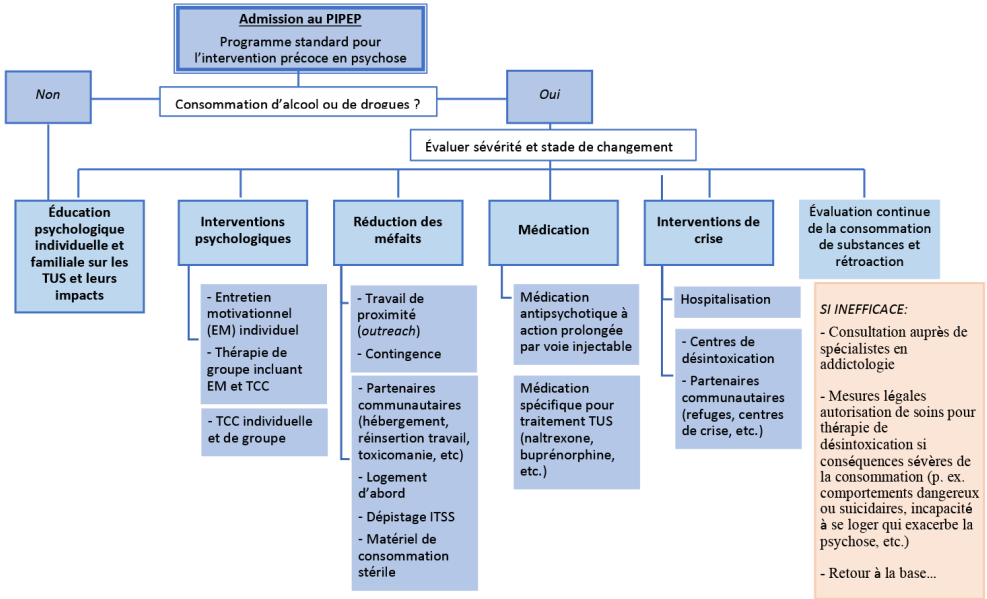 Admission au PIPEP
Programme standard pour
l'intervention précoce en psychose
Non
Consommation d'alcool ou de drogues ?
Oui
Évaluer sévérité et stade de changement
Éducation
psychologique
individuelle et
familiale sur les
TUS et leurs
impacts
Interventions
psychologiques
- Entretien
motivationnel
(EM) individuel
- Thérapie de
groupe incluant
EM et TCC
- TCC individuelle
et de groupe
Réduction des
méfaits
- Travail de
proximité
(outreach)
- Contingence
- Partenaires
communautaires
(hébergement,
réinsertion travail,
toxicomanie, etc)
- Logement
d'abord
- Dépistage ITSS
- Matériel de
consommation
stérile
Médication
Médication
antipsychotique à
action prolongée
par voie injectable
Médication
spécifique pour
traitement TUS
(naltrexone,
buprénorphine,
etc.)
Interventions de
crise
Hospitalisation
- Centres de
désintoxication
- Partenaires
communautaires
(refuges, centres
de crise, etc.)
Évaluation continue
de la consommation
de substances et
rétroaction
SI INEFFICACE:
- Consultation auprès de
spécialistes en
addictologie
- Mesures légales
autorisation de soins pour
thérapie de
désintoxication si
conséquences sévères de
la consommation (p. ex.
comportements dangereux
ou suicidaires, incapacité
à se loger qui exacerbe la
psychose, etc.)
- Retour à la base...